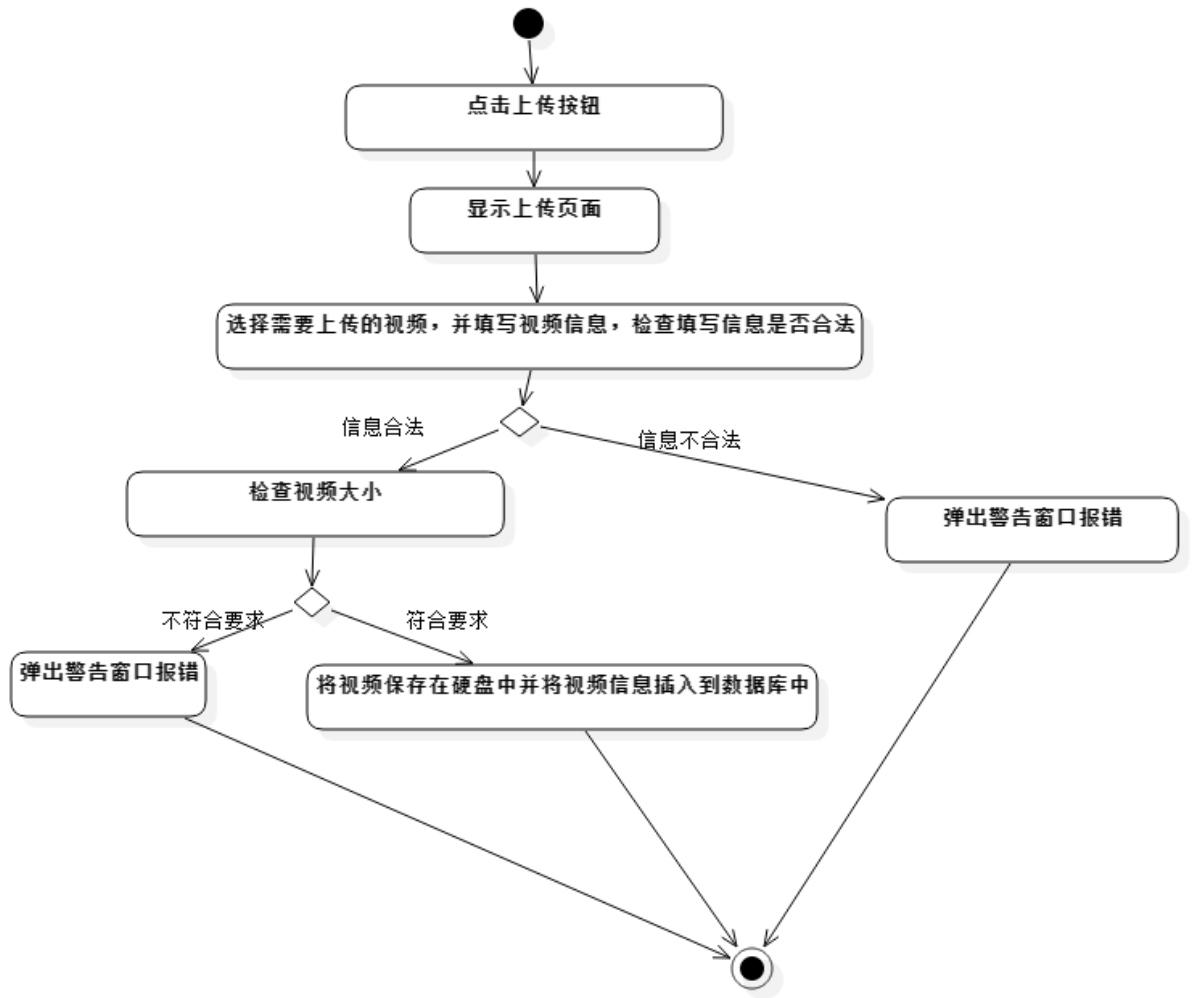 点击上传按钮
显示上传页面
选择需要上传的视频，并填写视频信息，检查填写信息是否合法
信息合法
信息不合法
检查视频大小
弹出警告窗口报错
不符合要求
符合要求
弹出警告窗口报错
将视频保存在硬盘中并将视频信息插入到数据库中